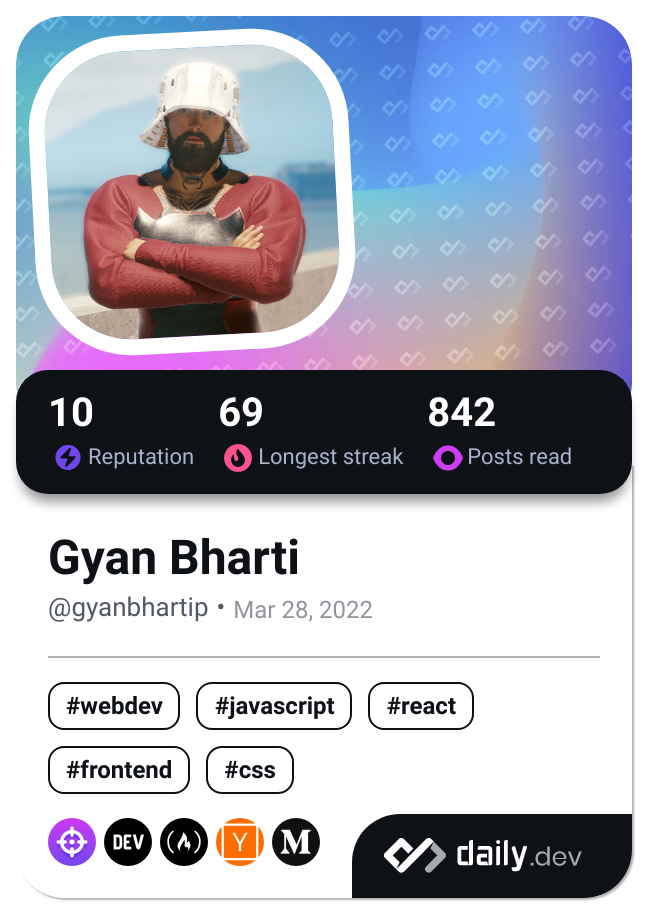 10 69 842
Reputation Longest streak Posts read
Gyan Bharti
@gyanbhartip • Mar 28, 2022
#webdev #javascript #react
#frontend #css
DEV Y M
daily.dev